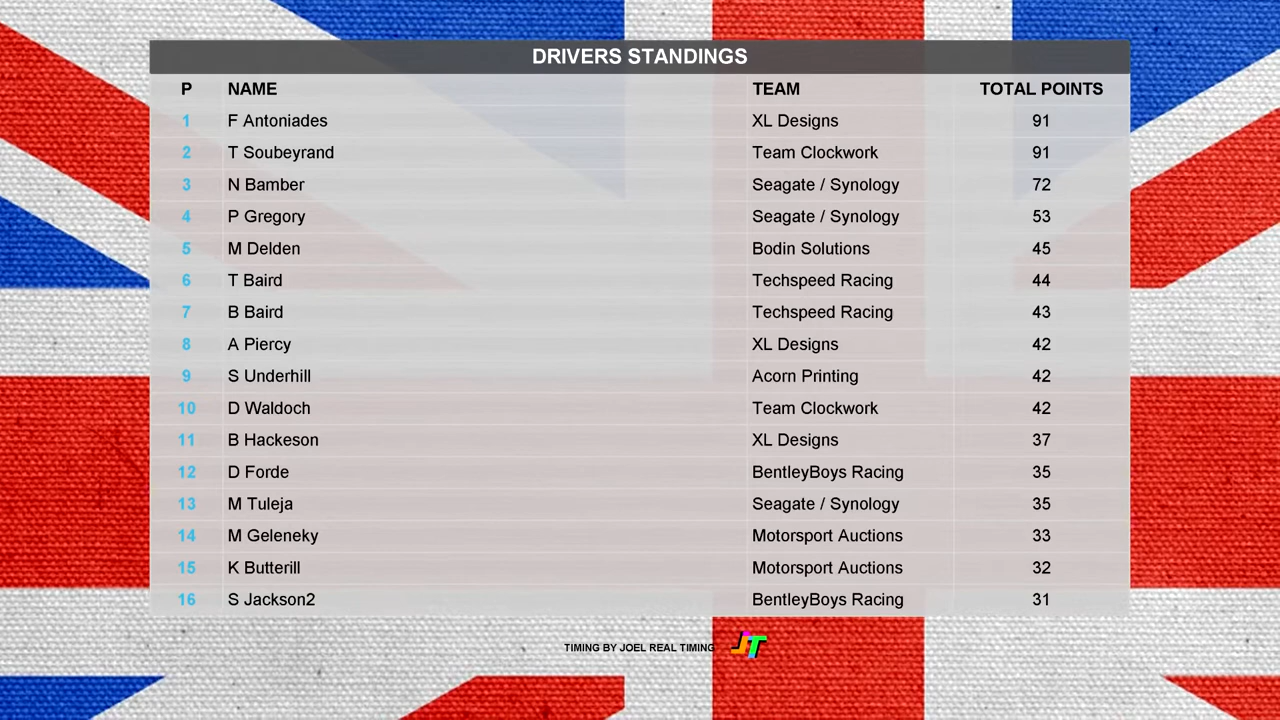 DRIVERS STANDINGS
P NAME TEAM TOTAL POINTS
1 F Antoniades XL Designs 91
2 T Soubeyrand Team Clockwork 91
3 N Bamber Seagate / Synology 72
4 P Gregory Seagate / Synology 53
5 M Delden Bodin Solutions 45
6 T Baird Techspeed Racing 44
7 B Baird Techspeed Racing 43
8 A Piercy XL Designs 42
9 S Underhill Acorn Printing 42
10 D Waldoch Team Clockwork 42
11 B Hackeson XL Designs 37
12 D Forde BentleyBoys Racing 35
13 M Tuleja Seagate / Synology 35
14 M Geleneky Motorsport Auctions 33
15 K Butterill Motorsport Auctions 32
16 S Jackson2 BentleyBoys Racing 31
TIMING BY JOEL REAL TIMING JT